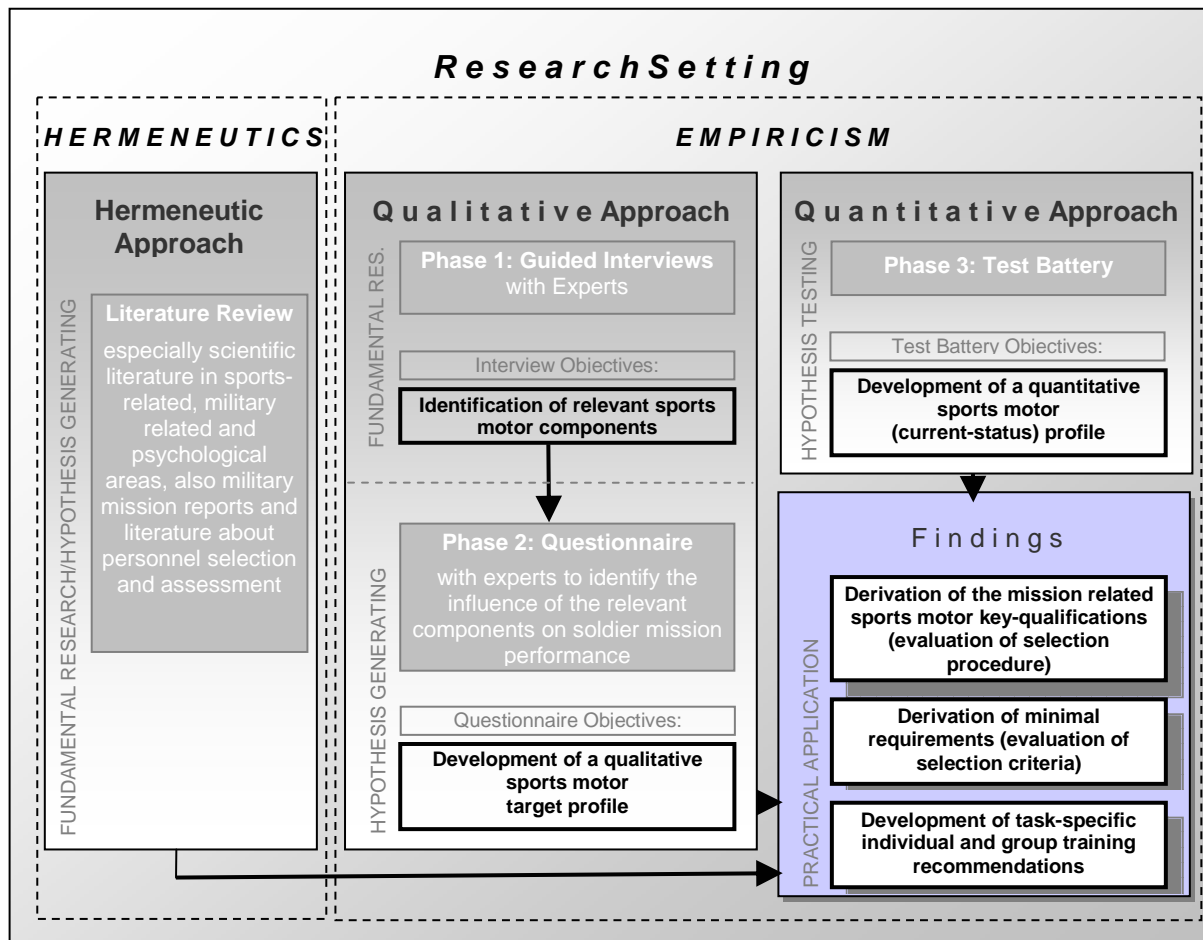 ResearchSetting
HERMENEUTICS
Hermeneutic
Approach
FUNDAMENTAL RESEARCH/HYPOTHESIS GENERATING
Literature Review
especially scientific
literature in sports-
related, military
related and
psychological
areas, also military
mission reports and
literature about
personnel selection
and assessment
EMPIRICISM
Qualitative Approach
FUNDAMENTAL RES.
Phase 1: Guided Interviews
with Experts
Interview Objectives:
Identification of relevant sports
motor components
HYPOTHESIS GENERATING
Phase 2: Questionnaire
with experts to identify the
influence of the relevant
components on soldier mission
performance
Questionnaire Objectives:
Development of a qualitative
sports motor
target profile
Quantitative Approach
HYPOTHESIS TESTING
Phase 3: Test Battery
Test Battery Objectives:
Development of a quantitative
sports motor
(current-status) profile
Findings
PRACTICAL APPLICATION
Derivation of the mission related
sports motor key-qualifications
(evaluation of selection
procedure)
Derivation of minimal
requirements (evaluation of
selection criteria)
Development of task-specific
individual and group training
recommendations